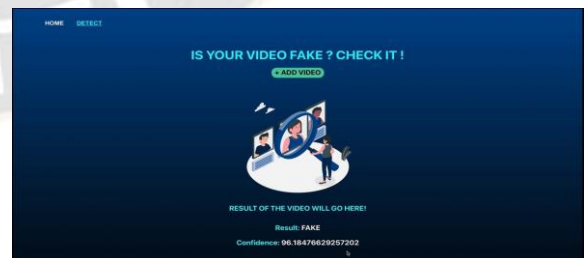 HOME DETECT
IS YOUR VIDEO FAKE ? CHECK IT !
+ ADD VIDEO
RESULT OF THE VIDEO WILL GO HERE!
Result: FAKE
Confidence: 96.18476629257202